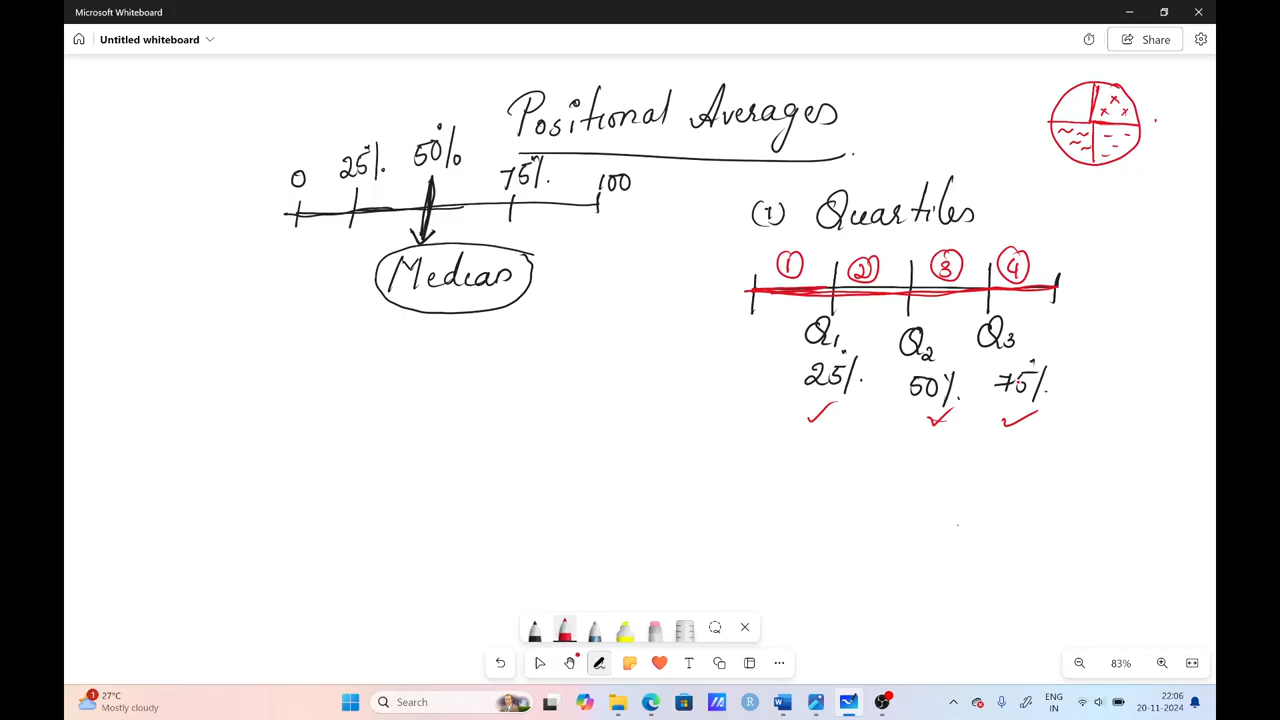 Microsoft Whiteboard
Untitled whiteboard
Share
Positional Averages
0 25% 50% 75% 100
Median
(1) Quartiles
1 2 3 4
Q1 Q2 Q3
25% 50% 75%
83%
1
27°C
Mostly cloudy
Search
ENG
IN
22:06
20-11-2024